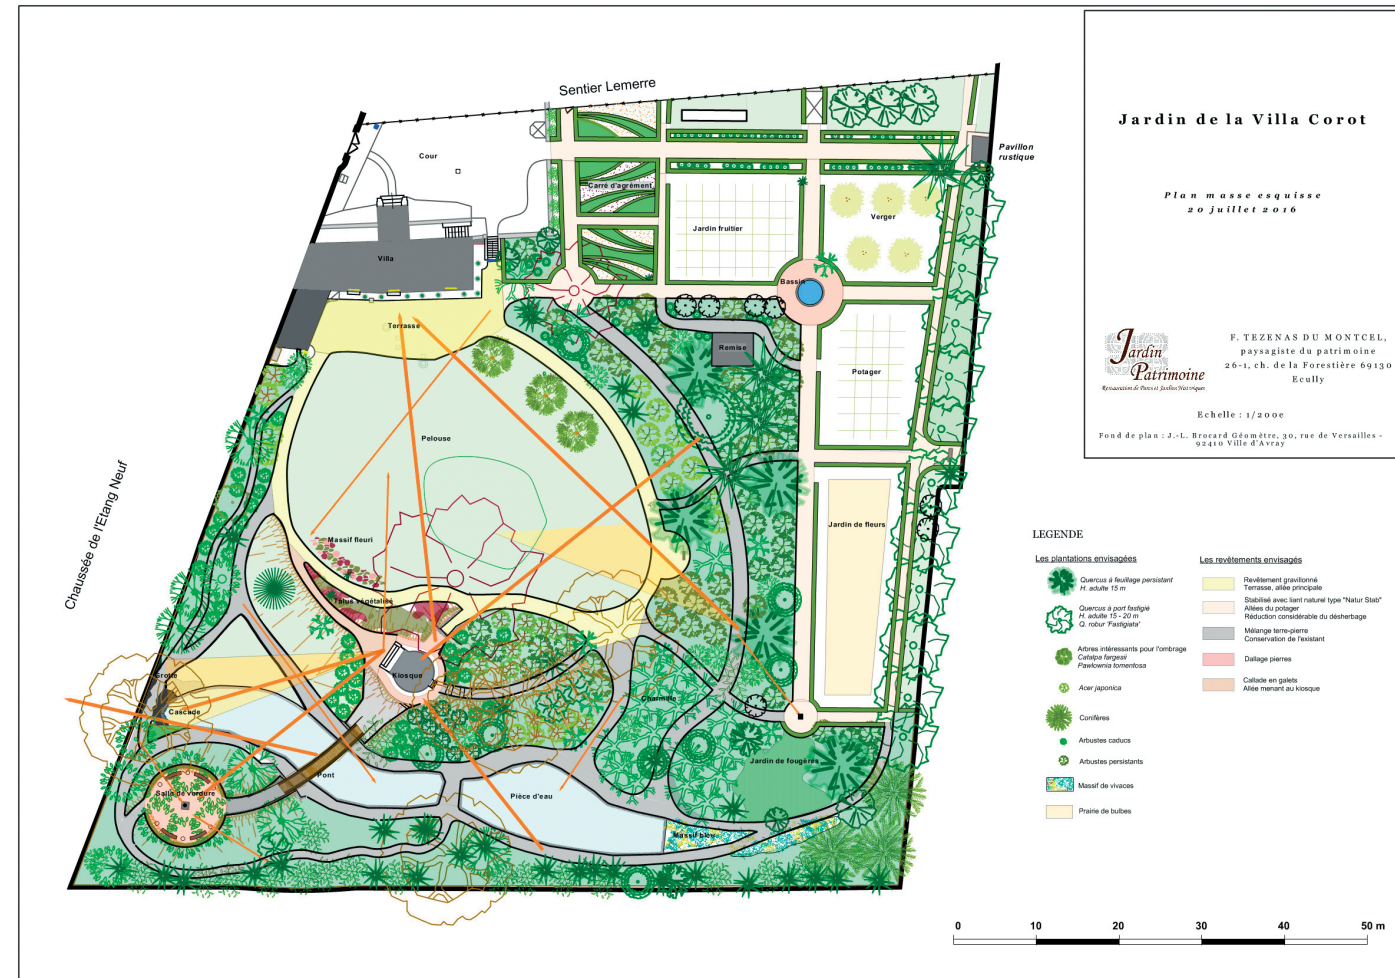 Sentier Lemerre
Jardin de la Villa Corot
Plan masse esquisse
20 juillet 2016
Jardin
Patrimoine
Restauration de Parcs et Jardins Historiques
F. TEZENAS DU MONTCEL,
paysagiste du patrimoine
26-1, ch. de la Forestière 69130
Ecully
Echelle : 1/200e
Fond de plan : J.-L. Brocard Géomètre, 30, rue de Versailles -
92410 Ville d'Avray
Pavillon
rustique
Cour
Carré d'agrément
Jardin fruitier
Verger
Villa
Bassin
Terrasse
Remise
Potager
Pelouse
Chaussée de l'Etang Neuf
Jardin de fleurs
Massif fleuri
Talus végétalisé
Grotte
Kiosque
Charmille
Cascade
Jardin de fougères
Pont
Salle de verdure
Pièce d'eau
Massif bleu
LEGENDE
Les plantations envisagées
Quercus à feuillage persistant
H. adulte 15 m
Quercus à port fastigié
H. adulte 15 - 20 m
Q. robur 'Fastigiata'
Arbres intéressants pour l'ombrage
Catalpa fargesii
Pawlownia tomentosa
Acer japonica
Conifères
Arbustes caducs
Arbustes persistants
Massif de vivaces
Prairie de bulbes
Les revêtements envisagés
Revêtement gravillonné
Terrasse, allée principale
Stabilisé avec liant naturel type "Natur Stab"
Allées du potager
Réduction considérable du désherbage
Mélange terre-pierre
Conservation de l'existant
Dallage pierres
Callade en galets
Allée menant au kiosque
0 10 20 30 40 50 m